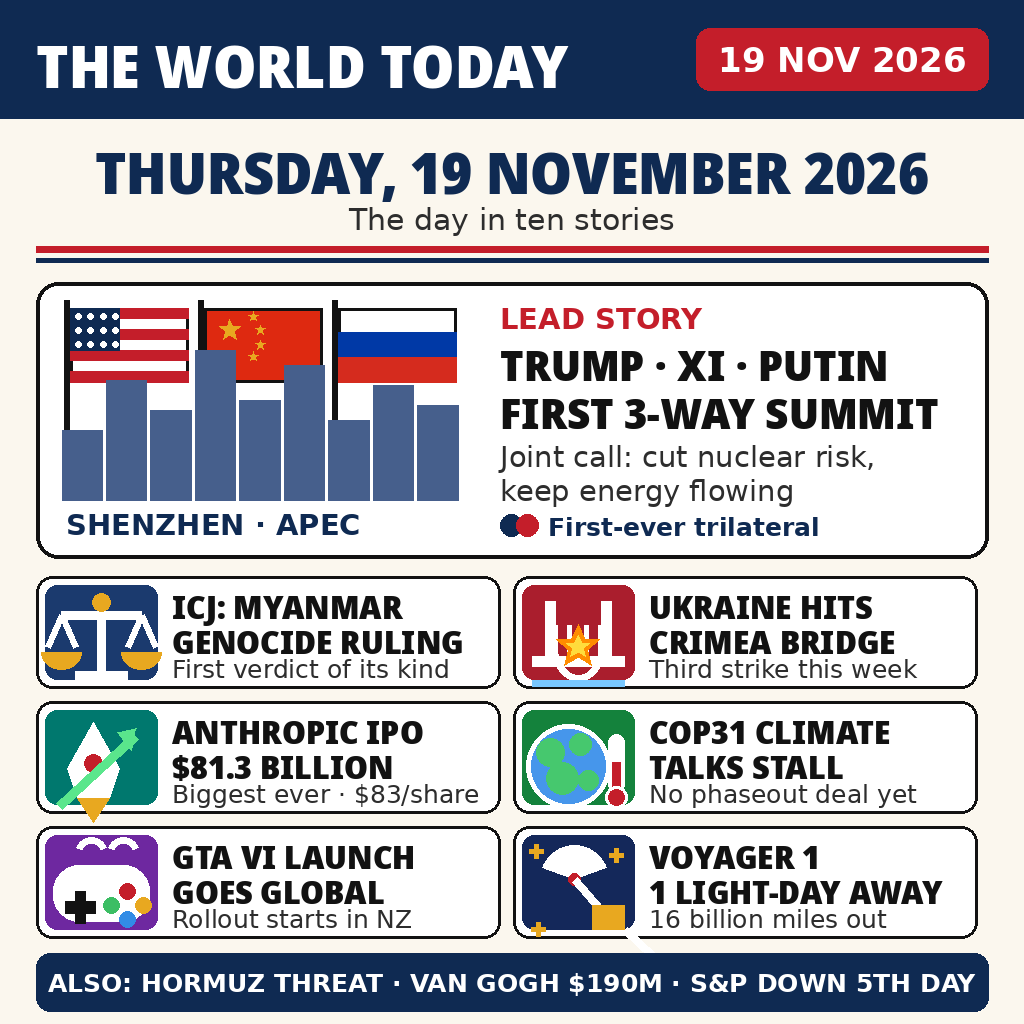 THE WORLD TODAY
19 NOV 2026
THURSDAY, 19 NOVEMBER 2026
The day in ten stories
LEAD STORY
TRUMP · XI · PUTIN
FIRST 3-WAY SUMMIT
Joint call: cut nuclear risk,
keep energy flowing
First-ever trilateral
SHENZHEN · APEC
ICJ: MYANMAR
GENOCIDE RULING
First verdict of its kind
UKRAINE HITS
CRIMEA BRIDGE
Third strike this week
ANTHROPIC IPO
$81.3 BILLION
Biggest ever · $83/share
COP31 CLIMATE
TALKS STALL
No phaseout deal yet
GTA VI LAUNCH
GOES GLOBAL
Rollout starts in NZ
VOYAGER 1
1 LIGHT-DAY AWAY
16 billion miles out
ALSO: HORMUZ THREAT · VAN GOGH $190M · S&P DOWN 5TH DAY